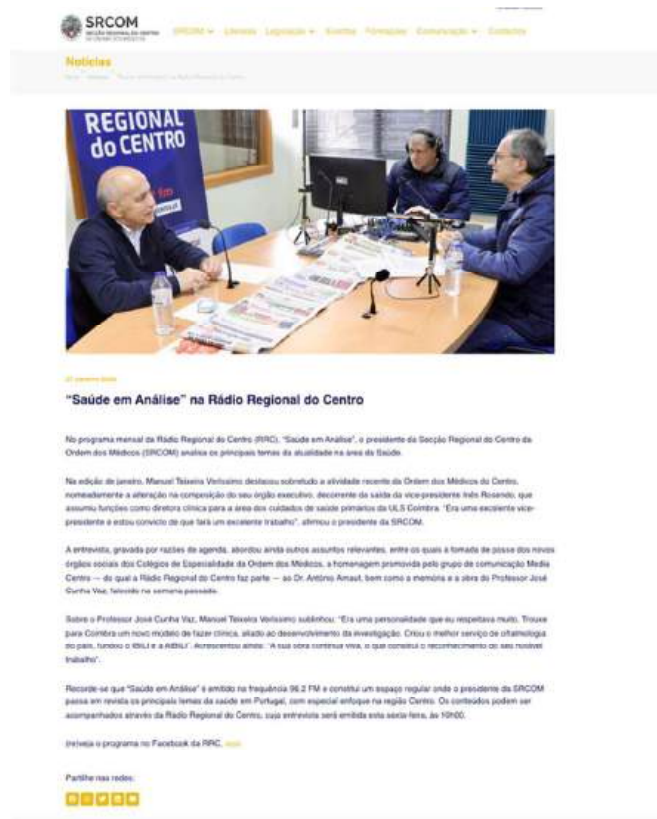 SRCOM
SECÇÃO REGIONAL DO CENTRO
SRCOM Literacia Legislação Eventos Formações Comunicação Contactos
Notícias
REGIONAL
do CENTRO
fm
"Saúde em Análise" na Rádio Regional do Centro
No programa mensal da Rádio Regional do Centro (RRC), "Saúde em Análise", o presidente da Secção Regional do Centro da
Ordem dos Médicos (SRCOM) analisa os principais temas da atualidade na área da Saúde.
Na edição de janeiro, Manuel Teixeira Veríssimo destacou sobretudo a atividade recente da Ordem dos Médicos do Centro,
nomeadamente a alteração na composição do seu órgão executivo, decorrente da saída da vice-presidente Inês Rosendo, que
assumiu funções como diretora clínica para a área dos cuidados de saúde primários da ULS Coimbra. "Era uma excelente vice-
presidente e estou convicto de que fará um excelente trabalho", afirmou o presidente da SRCOM.
A entrevista, gravada por razões de agenda, abordou ainda outros assuntos relevantes, entre os quais a tomada de posse dos novos
órgãos sociais dos Colégios de Especialidade da Ordem dos Médicos, a homenagem promovida pelo grupo de comunicação Media
Centro — do qual a Rádio Regional do Centro faz parte — ao Dr. António Arnaut, bem como a memória e a obra do Professor José
Cunha Vaz, falecido na semana passada.
Sobre o Professor José Cunha Vaz, Manuel Teixeira Veríssimo sublinhou: "Era uma personalidade que eu respeitava muito. Trouxe
para Coimbra um novo modelo de fazer clínica, aliado ao desenvolvimento da investigação. Criou o melhor serviço de oftalmologia
do país, fundou o IBILI e a AIBILI". Acrescentou ainda: "A sua obra continua viva, o que constitui o reconhecimento do seu notável
trabalho".
Recorde-se que "Saúde em Análise" é emitido na frequência 96.2 FM e constitui um espaço regular onde o presidente da SRCOM
passa em revista os principais temas da saúde em Portugal, com especial enfoque na região Centro. Os conteúdos podem ser
acompanhados através da Rádio Regional do Centro, cuja entrevista será emitida esta sexta-feira, às 10h00.
(re)veja o programa no Facebook da RRC, aqui
Partilhe nas redes: